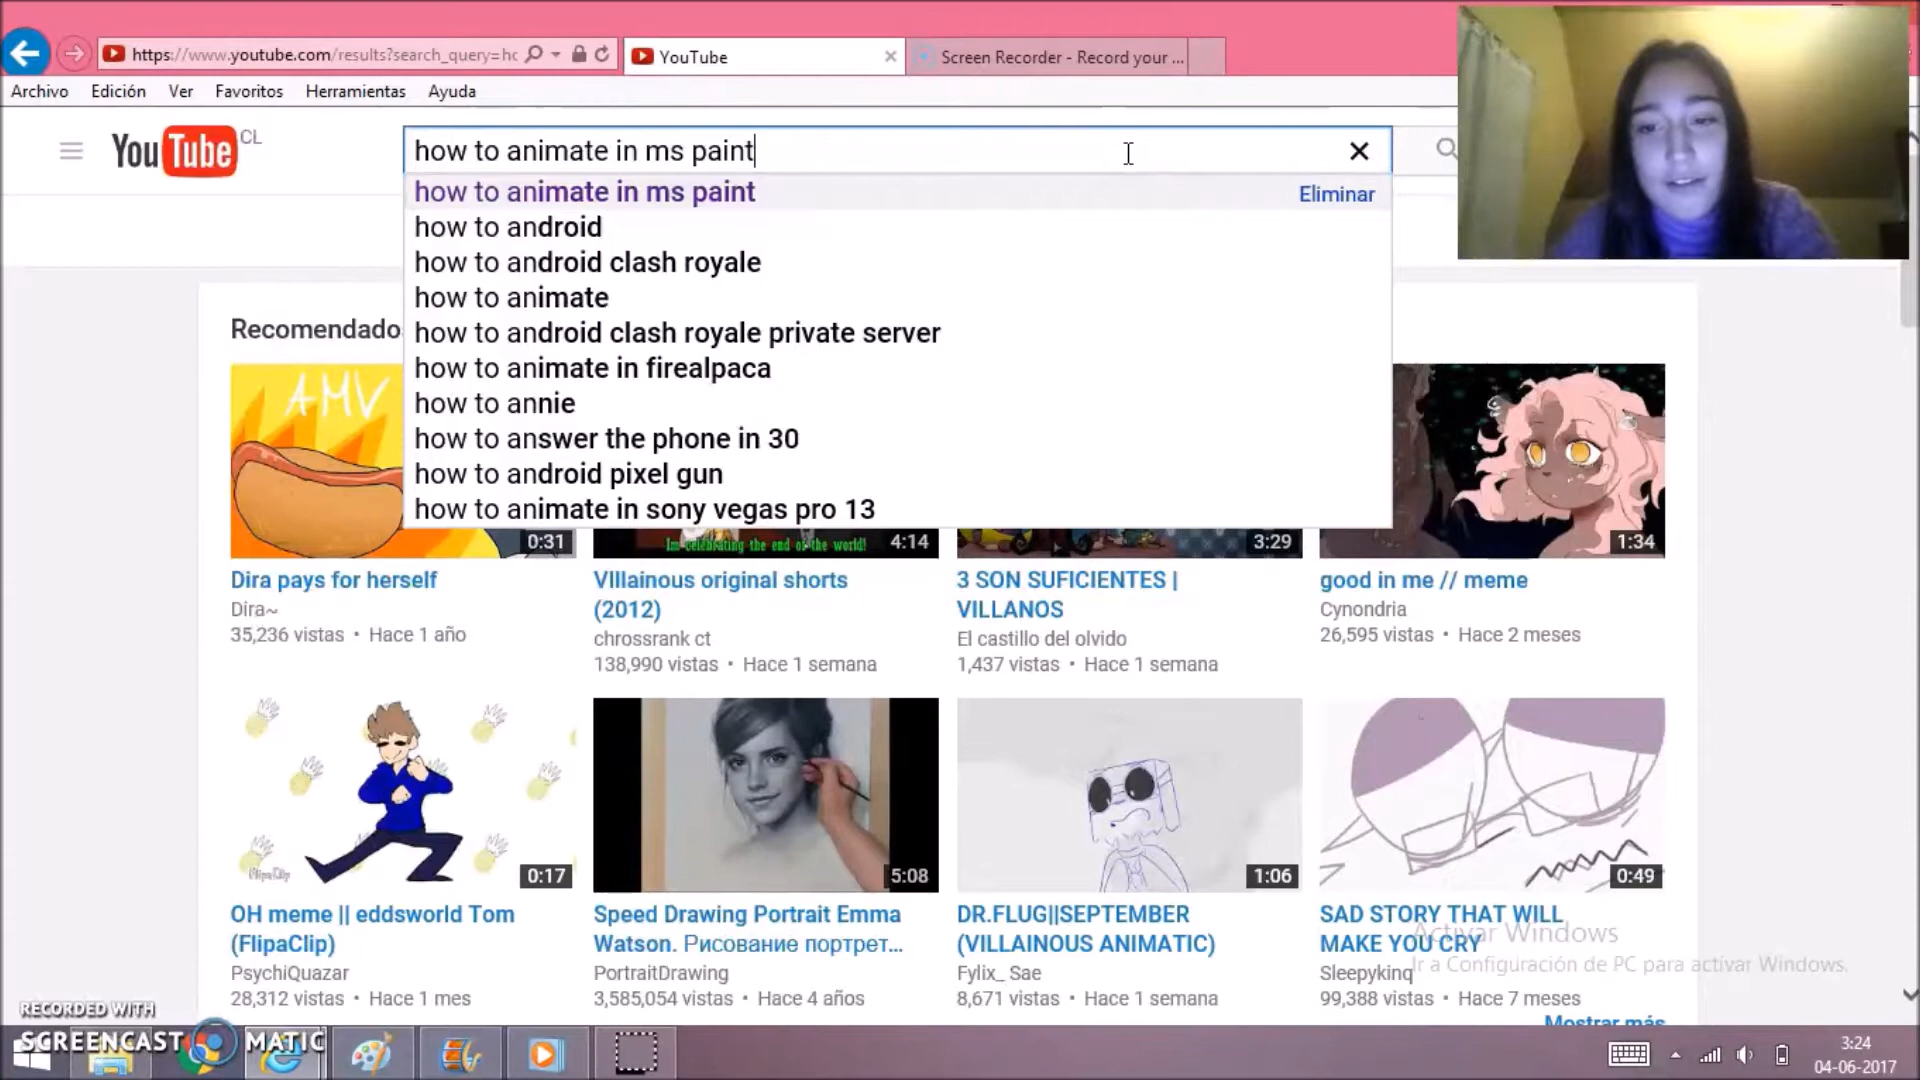 https://www.youtube.com/results?search_query=hc
YouTube
Screen Recorder - Record your ...
Archivo Edición Ver Favoritos Herramientas Ayuda
YouTube CL
how to animate in ms paint
how to animate in ms paint Eliminar
how to android
how to android clash royale
how to animate
how to android clash royale private server
how to animate in firealpaca
how to annie
how to answer the phone in 30
how to android pixel gun
how to animate in sony vegas pro 13
Recomendado
AMV
Im celebrating the end of the world!
0:31
4:14
3:29
1:34
Dira pays for herself
Dira~
35,236 vistas • Hace 1 año
VIllainous original shorts
(2012)
chrossrank ct
138,990 vistas • Hace 1 semana
3 SON SUFICIENTES |
VILLANOS
El castillo del olvido
1,437 vistas • Hace 1 semana
good in me // meme
Cynondria
26,595 vistas • Hace 2 meses
FlipaClip
0:17
5:08
1:06
0:49
OH meme || eddsworld Tom
(FlipaClip)
PsychiQuazar
28,312 vistas • Hace 1 mes
Speed Drawing Portrait Emma
Watson. Рисование портрет...
PortraitDrawing
3,585,054 vistas • Hace 4 años
DR.FLUG||SEPTEMBER
(VILLAINOUS ANIMATIC)
Fylix_ Sae
8,671 vistas • Hace 1 semana
SAD STORY THAT WILL
MAKE YOU CRY
Sleepykinq
99,388 vistas • Hace 7 meses
Activar Windows
Ir a Configuración de PC para activar Windows.
Mostrar más
RECORDED WITH
SCREENCAST MATIC
3:24
04-06-2017